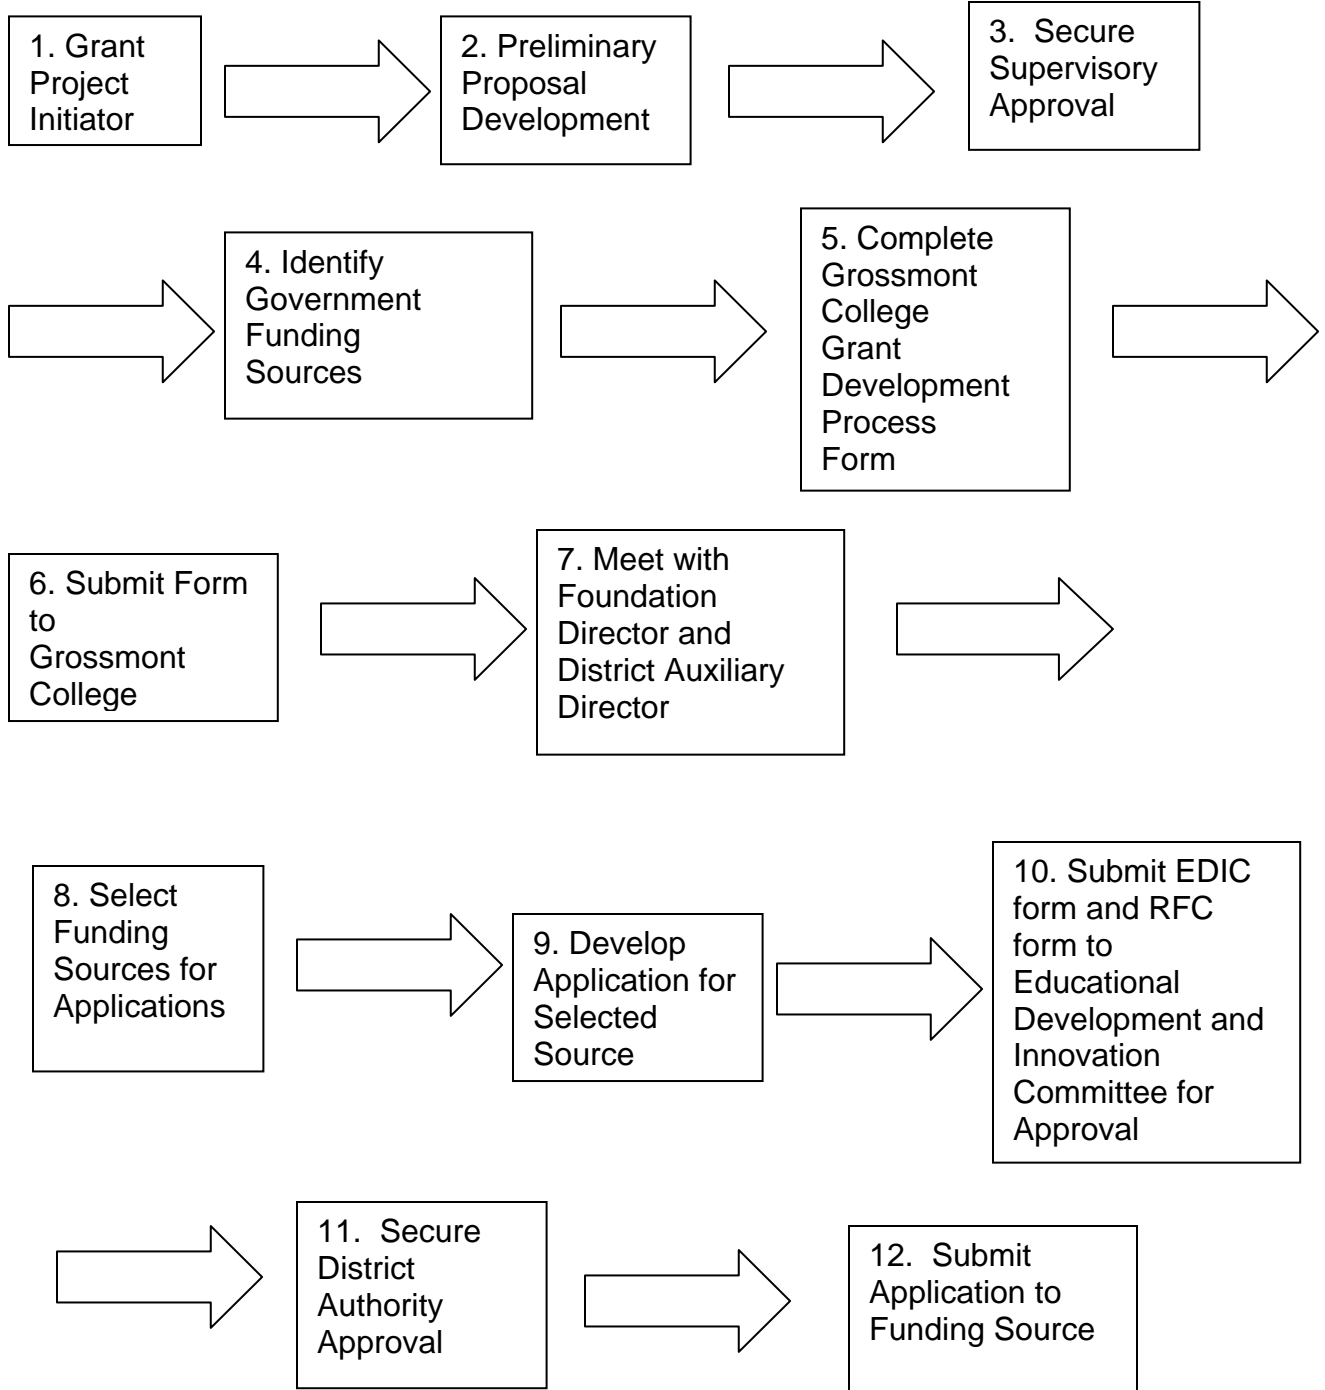 1. Grant
Project
Initiator
2. Preliminary
Proposal
Development
3. Secure
Supervisory
Approval
4. Identify
Government
Funding
Sources
5. Complete
Grossmont
College
Grant
Development
Process
Form
6. Submit Form
to
Grossmont
College
7. Meet with
Foundation
Director and
District Auxiliary
Director
8. Select
Funding
Sources for
Applications
9. Develop
Application for
Selected
Source
10. Submit EDIC
form and RFC
form to
Educational
Development and
Innovation
Committee for
Approval
11. Secure
District
Authority
Approval
12. Submit
Application to
Funding Source